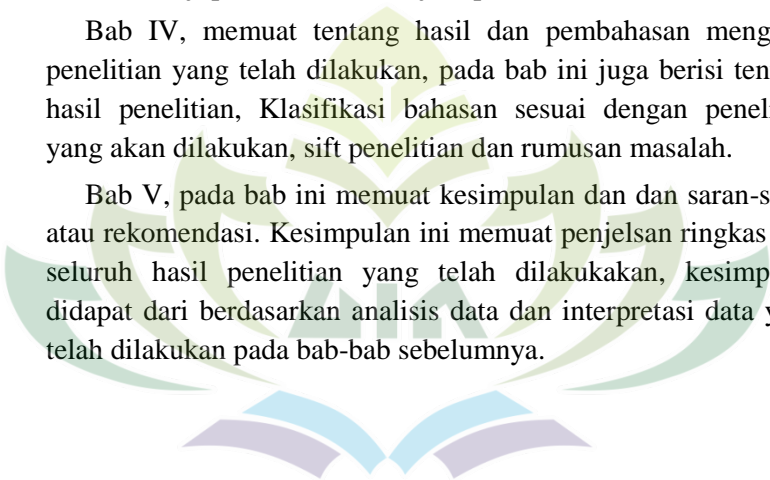 Bab IV, memuat tentang hasil dan pembahasan meng
penelitian yang telah dilakukan, pada bab ini juga berisi ten
hasil penelitian, Klasifikasi bahasan sesuai dengan penel
yang akan dilakukan, sift penelitian dan rumusan masalah.
Bab V, pada bab ini memuat kesimpulan dan dan saran-s
atau rekomendasi. Kesimpulan ini memuat penjelsan ringkas
seluruh hasil penelitian yang telah dilakukakan, kesimp
didapat dari berdasarkan analisis data dan interpretasi data y
telah dilakukan pada bab-bab sebelumnya.